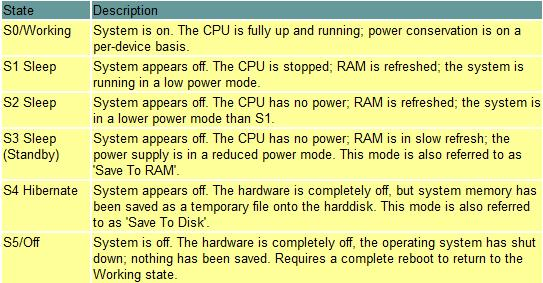 State Description
S0/Working System is on. The CPU is fully up and running; power conservation is on a
per-device basis.
S1 Sleep System appears off. The CPU is stopped; RAM is refreshed; the system is
running in a low power mode.
S2 Sleep System appears off. The CPU has no power; RAM is refreshed; the system is
in a lower power mode than S1.
S3 Sleep System appears off. The CPU has no power; RAM is in slow refresh; the
(Standby) power supply is in a reduced power mode. This mode is also referred to as
'Save To RAM'.
S4 Hibernate System appears off. The hardware is completely off, but system memory has
been saved as a temporary file onto the harddisk. This mode is also referred
to as 'Save To Disk'.
S5/Off System is off. The hardware is completely off, the operating system has shut
down; nothing has been saved. Requires a complete reboot to return to the
Working state.